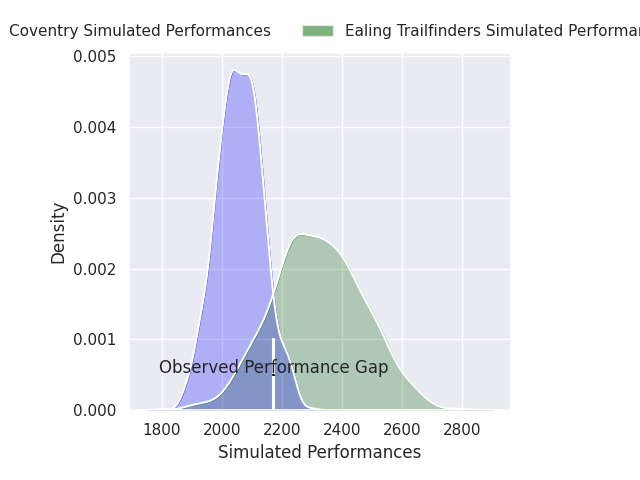 Coventry Simulated Performances
Ealing Trailfinders Simulated Performa
0.005
0.004
0.003
0.002
0.001
0.000
Density
Observed Performance Gap
1800 2000 2200 2400 2600 2800
Simulated Performances